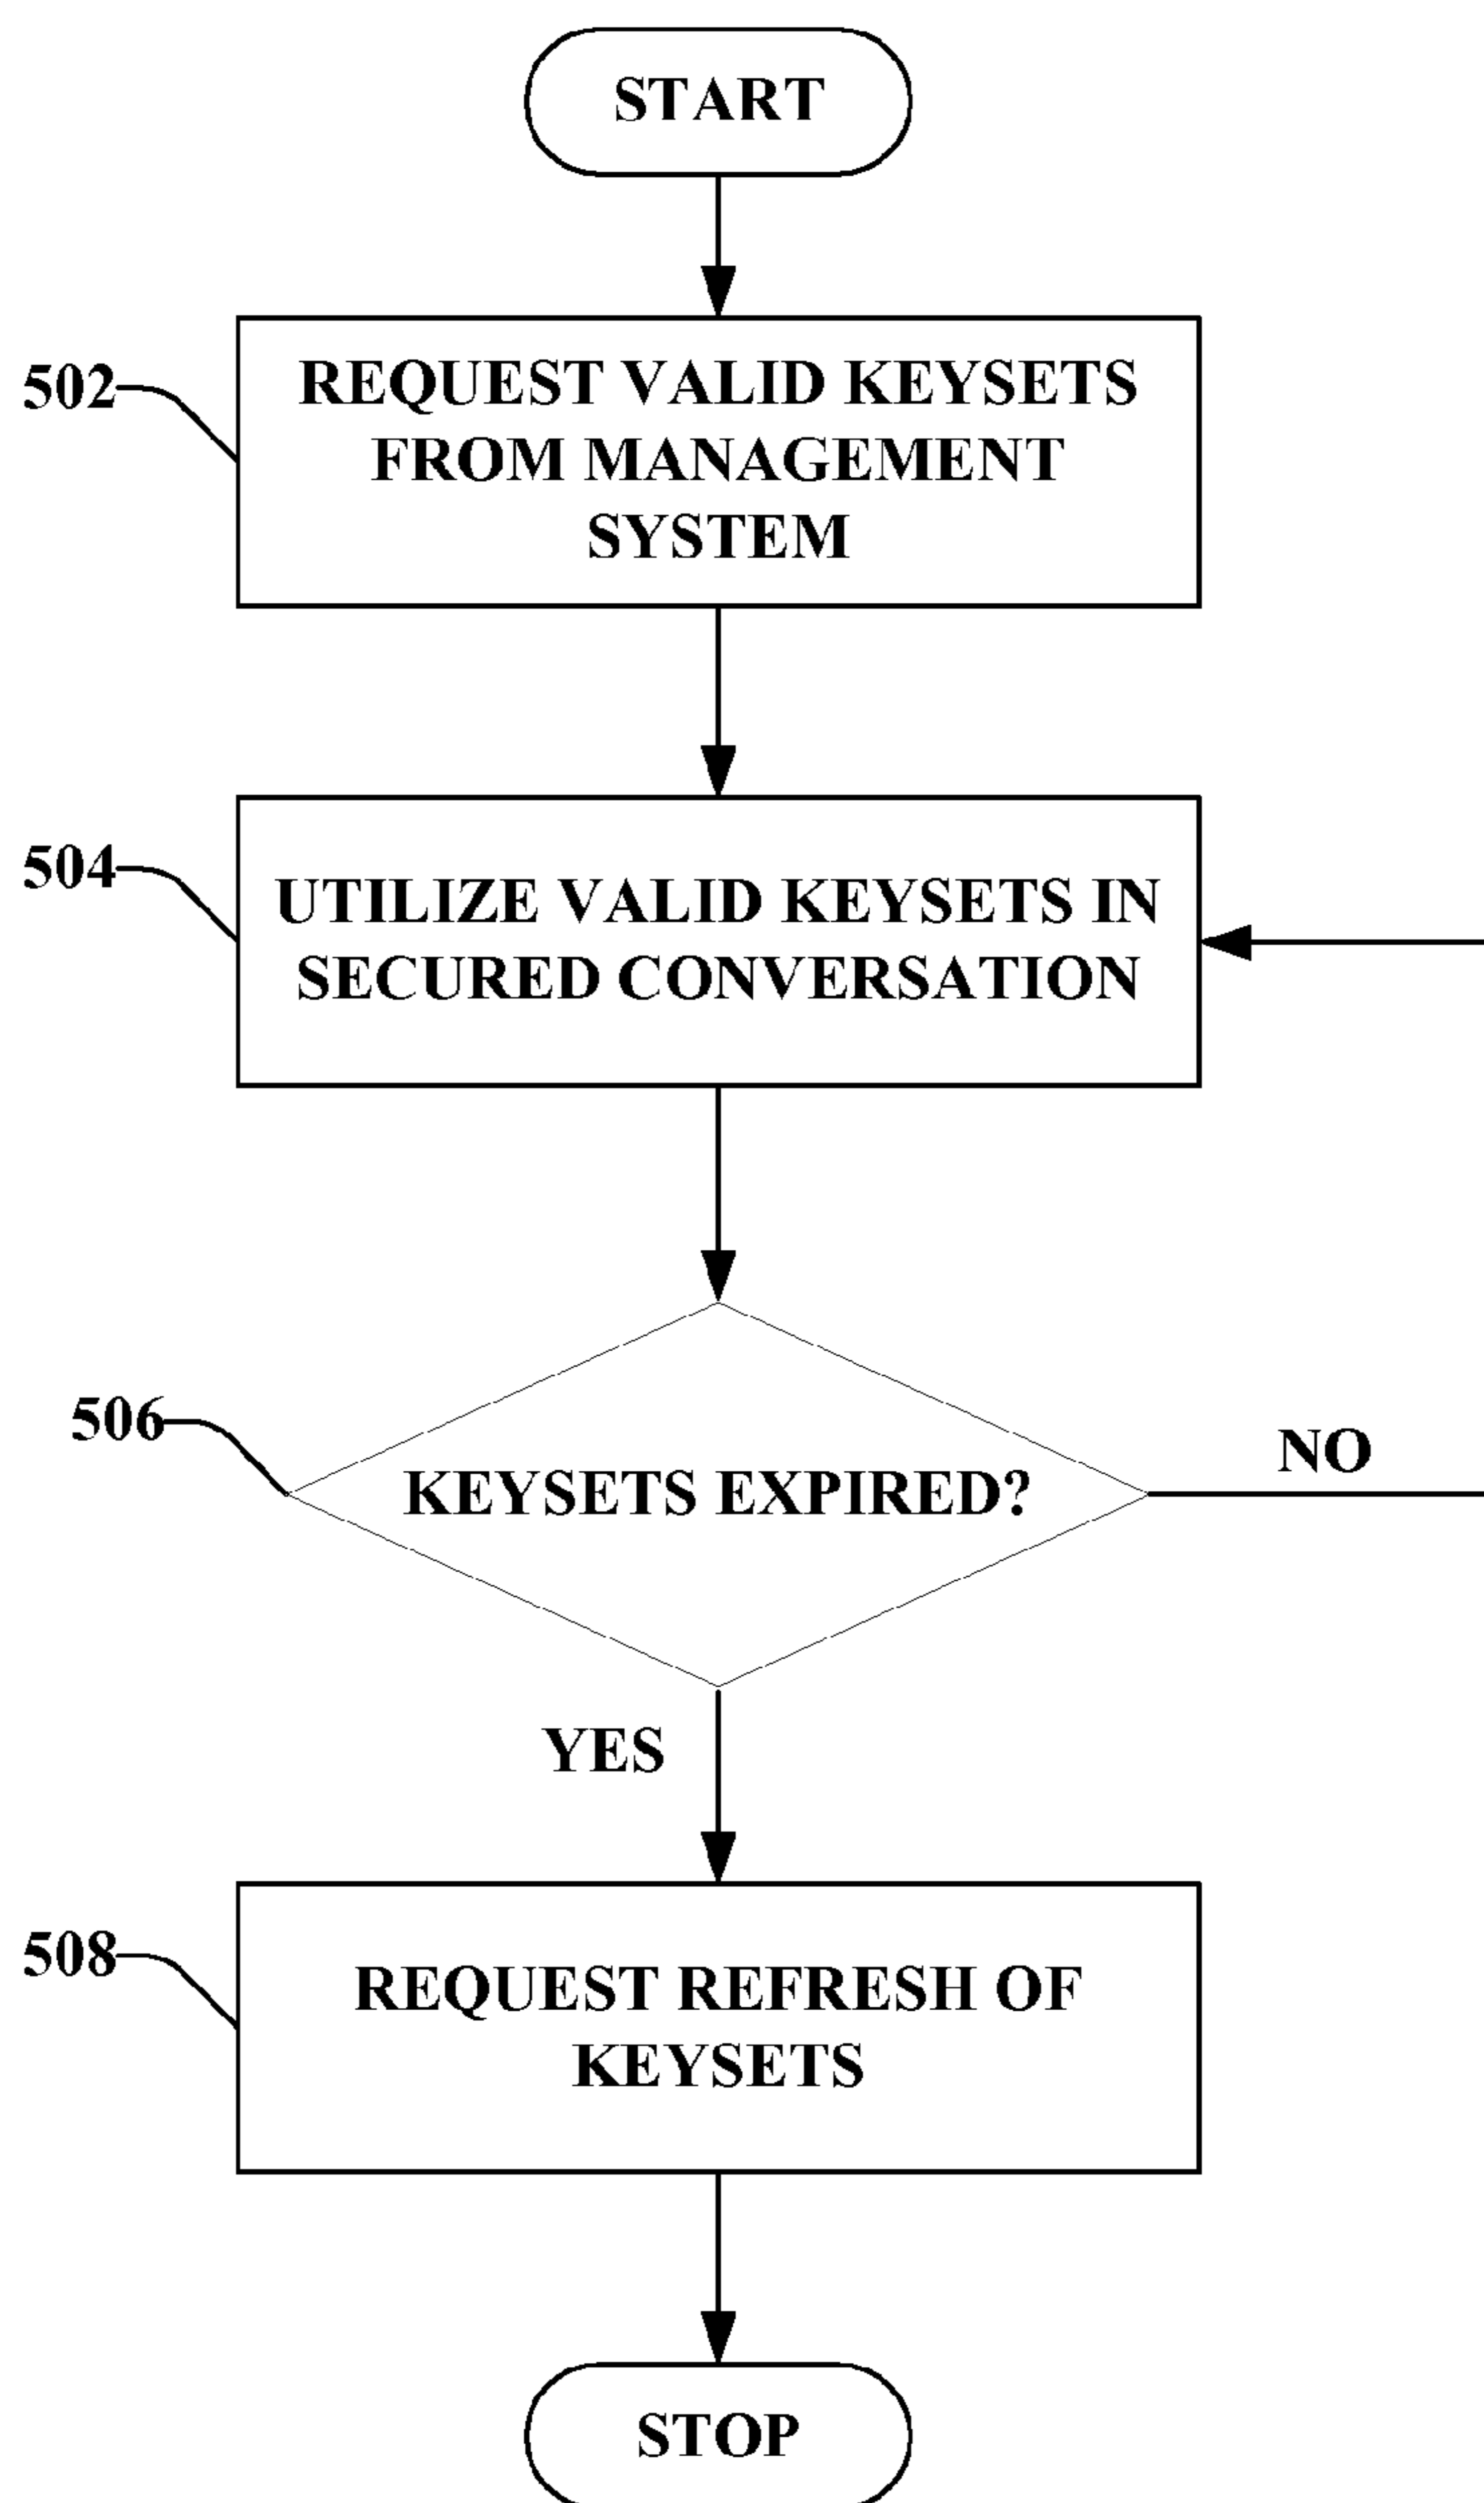 START
502
REQUEST VALID KEYSETS
FROM MANAGEMENT
SYSTEM
504
UTILIZE VALID KEYSETS IN
SECURED CONVERSATION
506
KEYSETS EXPIRED?
NO
YES
508
REQUEST REFRESH OF
KEYSETS
STOP